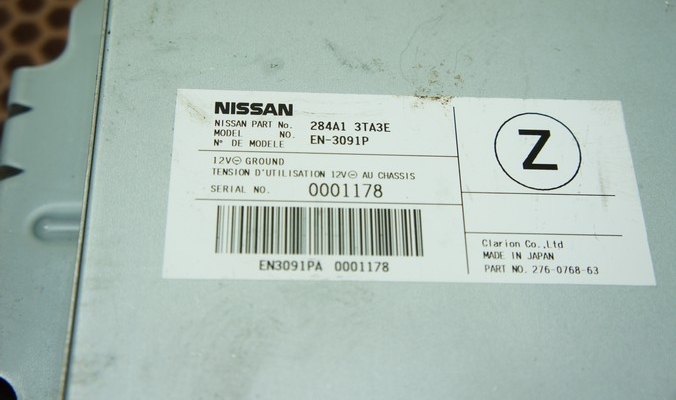 NISSAN
NISSAN PART No. 284A1 3TA3E
MODEL NO. EN-3091P
N° DE MODELE
12V⊖ GROUND
TENSION D'UTILISATION 12V⊖ AU CHASSIS
SERIAL NO. 0001178
EN3091PA 0001178
Z
Clarion Co.,Ltd
MADE IN JAPAN
PART NO. 276-0768-63